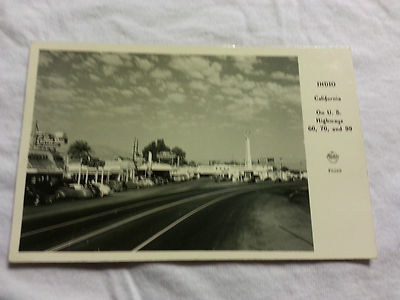 INDIO
California
On U. S.
Highways
60, 70, and 99